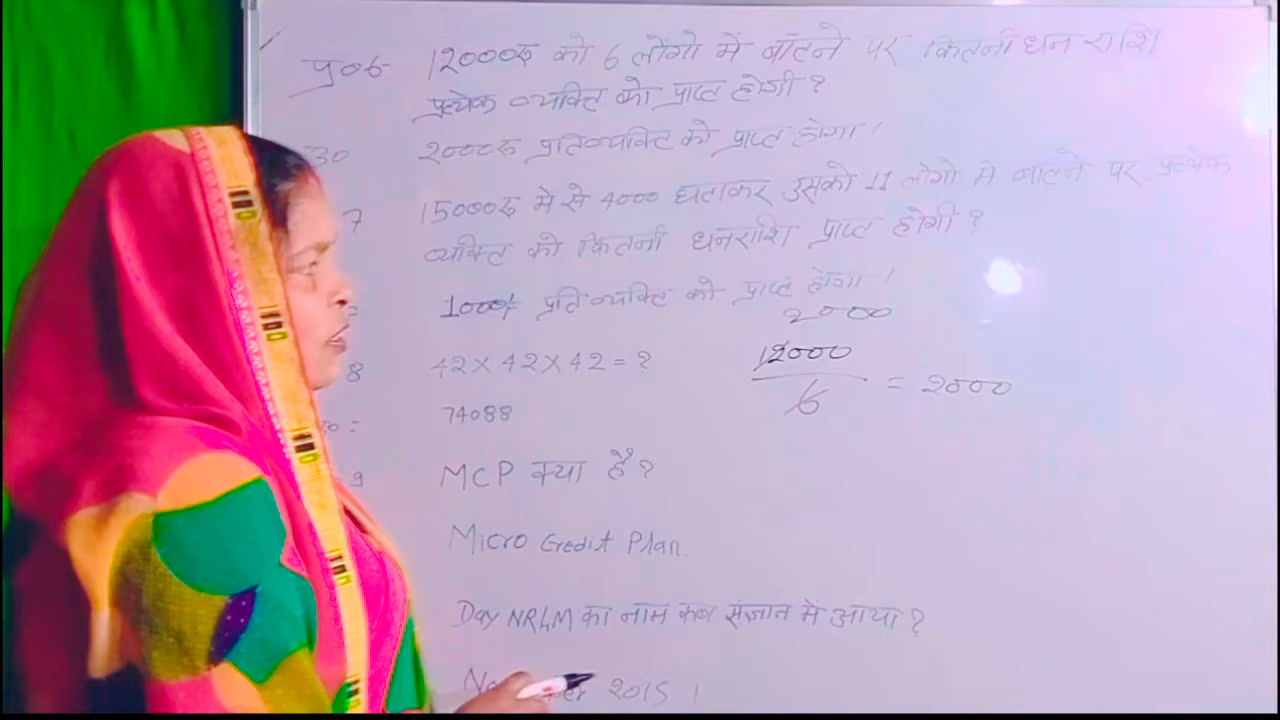 प्र०6- 12000रू को 6 लोंगो में बाँटने पर कितनी धन राशि
प्रत्येक व्यक्ति को प्राप्त होगी ?
30 2000रू प्रतिव्यक्ति को प्राप्त होगा।
7 15000रू में से 4000 घटाकर उसको 11 लोगो मे बाटने पर प्रत्येक
व्यक्ति को कितनी धनराशि प्राप्त होगी ?
= 1000/- प्रतिव्यक्ति को प्राप्त होगा।
2000
8 42 × 42 × 42 = ?
12000
6 = 2000
30 = 74088
9 MCP क्या है ?
Micro Credit Plan.
Day NRLM का नाम कब संज्ञान में आया ?
2015 ।